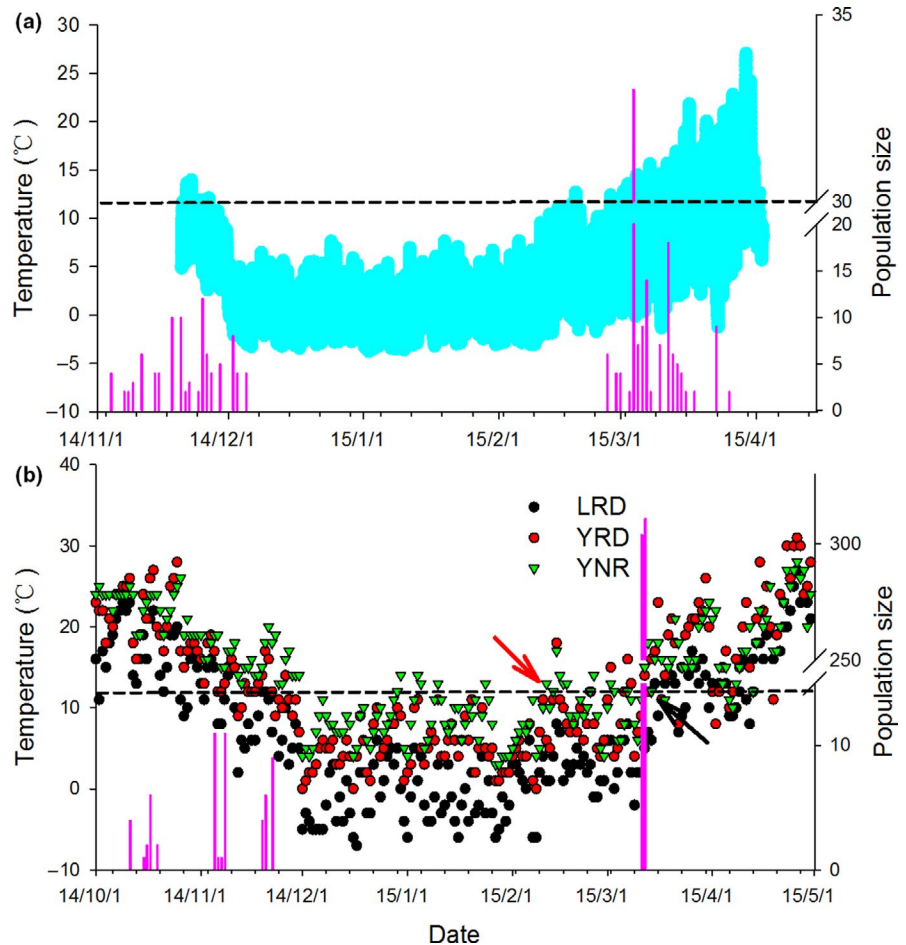 (a)
30
25
20
15
10
5
0
−5
−10
Temperature (℃)
35
30
20
15
10
5
0
Population size
14/11/1 14/12/1 15/1/1 15/2/1 15/3/1 15/4/1
(b)
40
30
20
10
0
−10
Temperature (℃)
LRD
YRD
YNR
300
250
10
0
Population size
14/10/1 14/11/1 14/12/1 15/1/1 15/2/1 15/3/1 15/4/1 15/5/1
Date